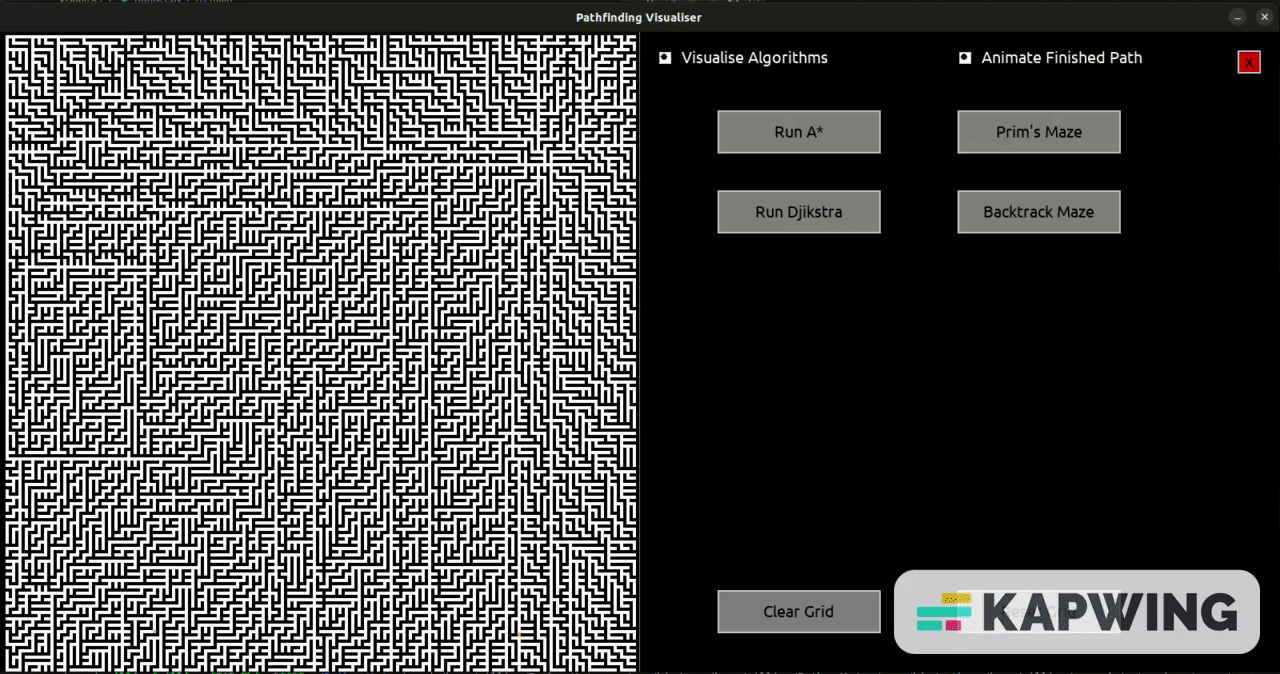 Pathfinding Visualiser
Visualise Algorithms
Animate Finished Path
X
Run A*
Prim's Maze
Run Djikstra
Backtrack Maze
Clear Grid
KAPWING